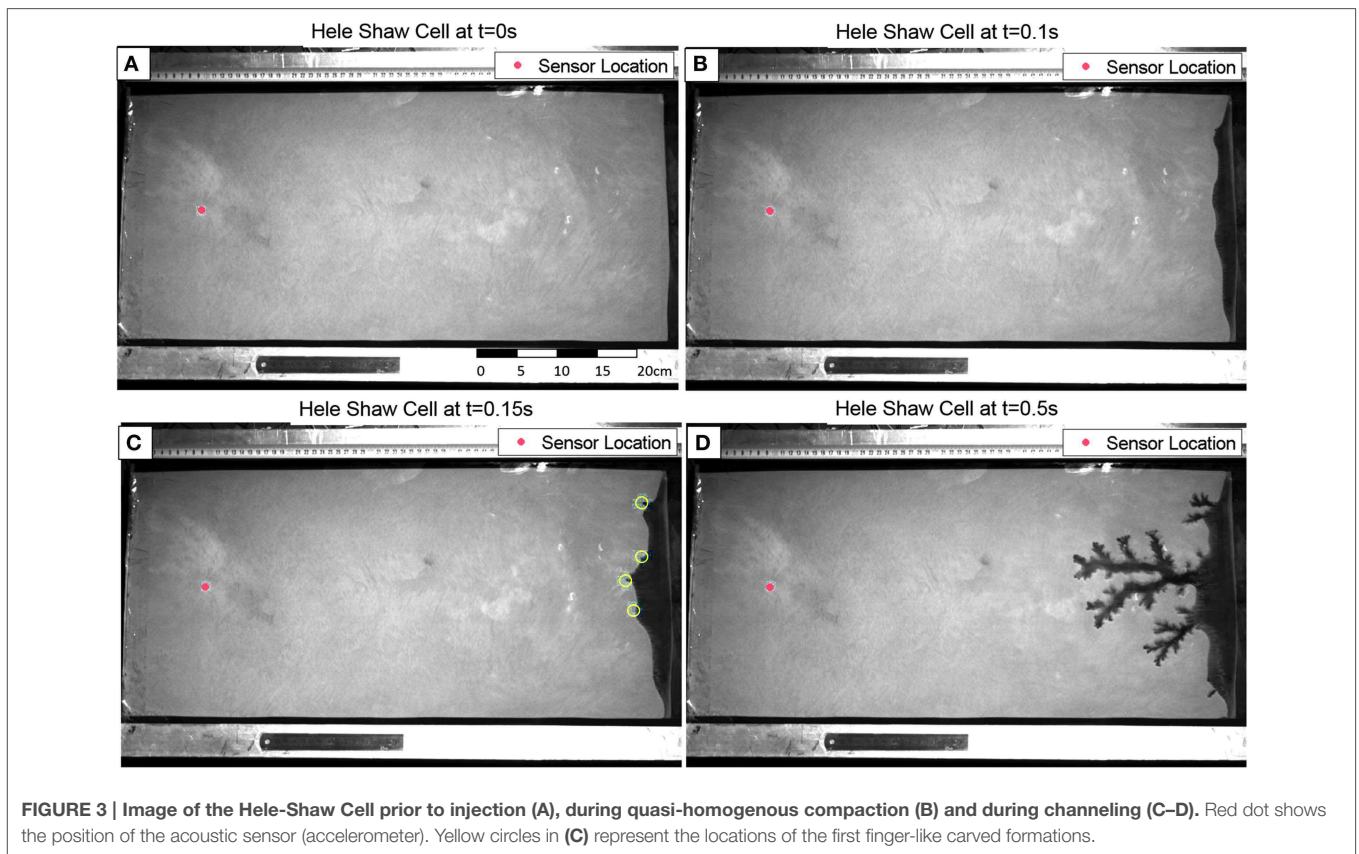 Hele Shaw Cell at t=0s
A
Sensor Location
0 5 10 15 20cm
Hele Shaw Cell at t=0.1s
B
Sensor Location
Hele Shaw Cell at t=0.15s
C
Sensor Location
Hele Shaw Cell at t=0.5s
D
Sensor Location
FIGURE 3 | Image of the Hele-Shaw Cell prior to injection (A), during quasi-homogenous compaction (B) and during channeling (C–D). Red dot shows
the position of the acoustic sensor (accelerometer). Yellow circles in (C) represent the locations of the first finger-like carved formations.